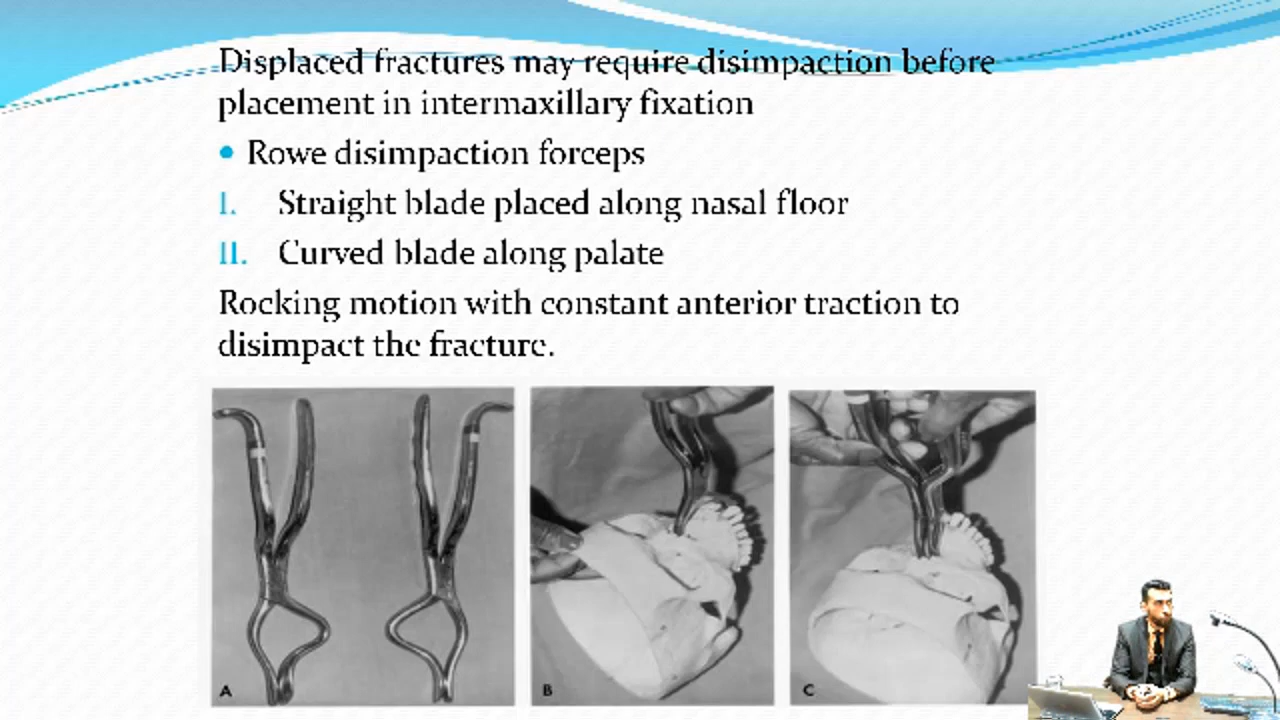 Displaced fractures may require disimpaction before
placement in intermaxillary fixation
• Rowe disimpaction forceps
I. Straight blade placed along nasal floor
II. Curved blade along palate
Rocking motion with constant anterior traction to
disimpact the fracture.
A
B
C